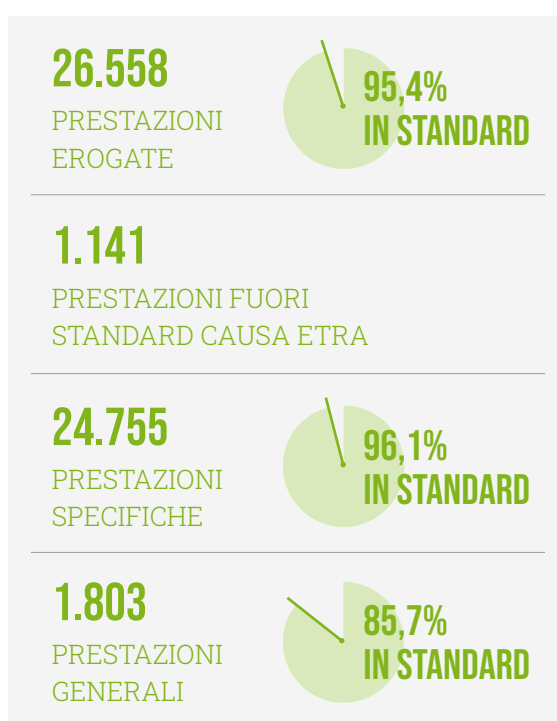 26.558
PRESTAZIONI
EROGATE
95,4%
IN STANDARD
1.141
PRESTAZIONI FUORI
STANDARD CAUSA ETRA
24.755
PRESTAZIONI
SPECIFICHE
96,1%
IN STANDARD
1.803
PRESTAZIONI
GENERALI
85,7%
IN STANDARD